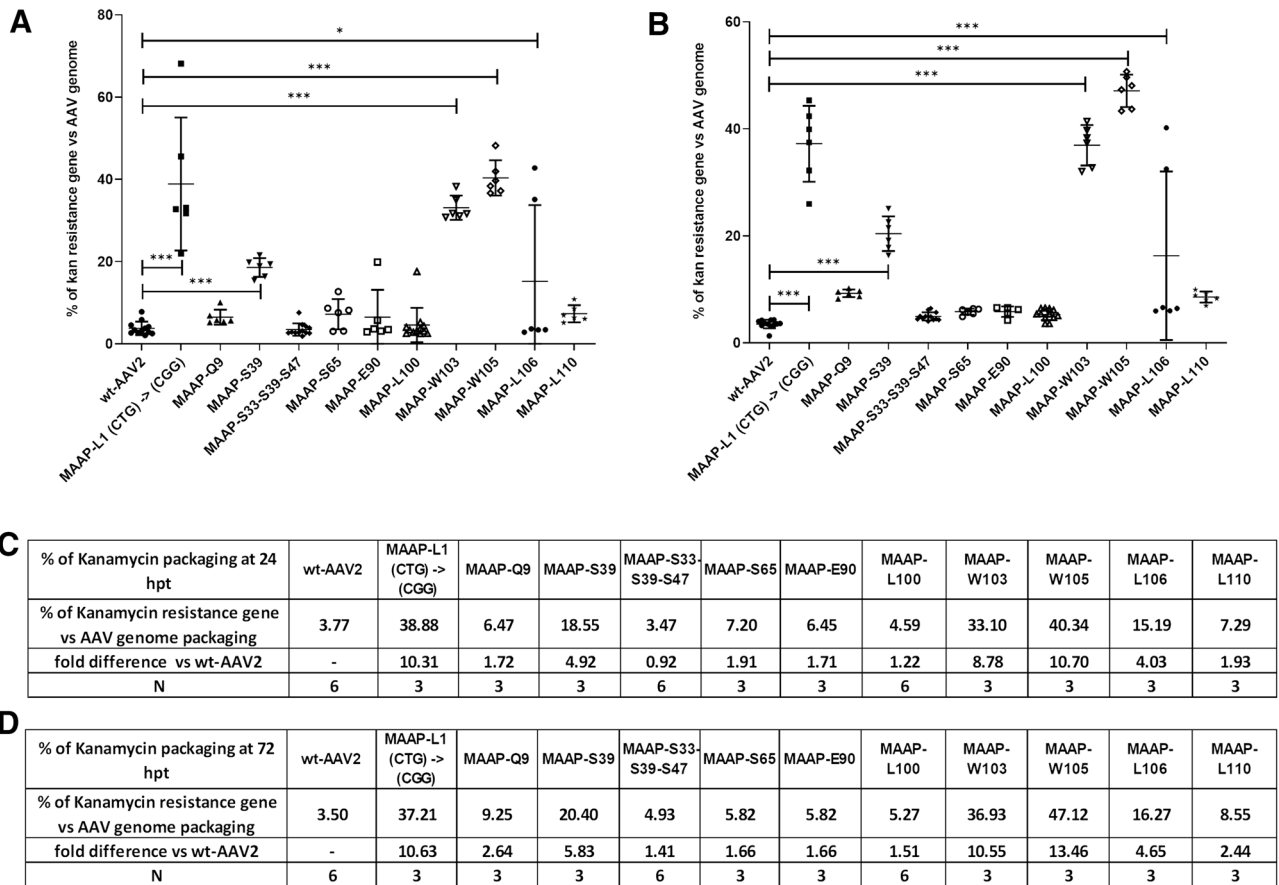 A
% of kan resistance gene vs AAV genome
80
60
40
20
0
*
***
***
***
***
wt-AAV2
MAAP-L1 (CTG) -> (CGG)
MAAP-Q9
MAAP-S39
MAAP-S33-S39-S47
MAAP-S65
MAAP-E90
MAAP-L100
MAAP-W103
MAAP-W105
MAAP-L106
MAAP-L110
B
% of kan resistance gene vs AAV genome
60
40
20
0
***
***
***
***
***
wt-AAV2
MAAP-L1 (CTG) -> (CGG)
MAAP-Q9
MAAP-S39
MAAP-S33-S39-S47
MAAP-S65
MAAP-E90
MAAP-L100
MAAP-W103
MAAP-W105
MAAP-L106
MAAP-L110
C
% of Kanamycin packaging at 24
hpt
wt-AAV2
MAAP-L1
(CTG) ->
(CGG)
MAAP-Q9
MAAP-S39
MAAP-S33-
S39-S47
MAAP-S65
MAAP-E90
MAAP-
L100
MAAP-
W103
MAAP-
W105
MAAP-
L106
MAAP-
L110
% of Kanamycin resistance gene
vs AAV genome packaging
3.77 38.88 6.47 18.55 3.47 7.20 6.45 4.59 33.10 40.34 15.19 7.29
fold difference vs wt-AAV2 - 10.31 1.72 4.92 0.92 1.91 1.71 1.22 8.78 10.70 4.03 1.93
N 6 3 3 3 6 3 3 6 3 3 3 3
D
% of Kanamycin packaging at 72
hpt
wt-AAV2
MAAP-L1
(CTG) ->
(CGG)
MAAP-Q9
MAAP-S39
MAAP-S33-
S39-S47
MAAP-S65
MAAP-E90
MAAP-
L100
MAAP-
W103
MAAP-
W105
MAAP-
L106
MAAP-
L110
% of Kanamycin resistance gene
vs AAV genome packaging
3.50 37.21 9.25 20.40 4.93 5.82 5.82 5.27 36.93 47.12 16.27 8.55
fold difference vs wt-AAV2 - 10.63 2.64 5.83 1.41 1.66 1.66 1.51 10.55 13.46 4.65 2.44
N 6 3 3 3 6 3 3 6 3 3 3 3